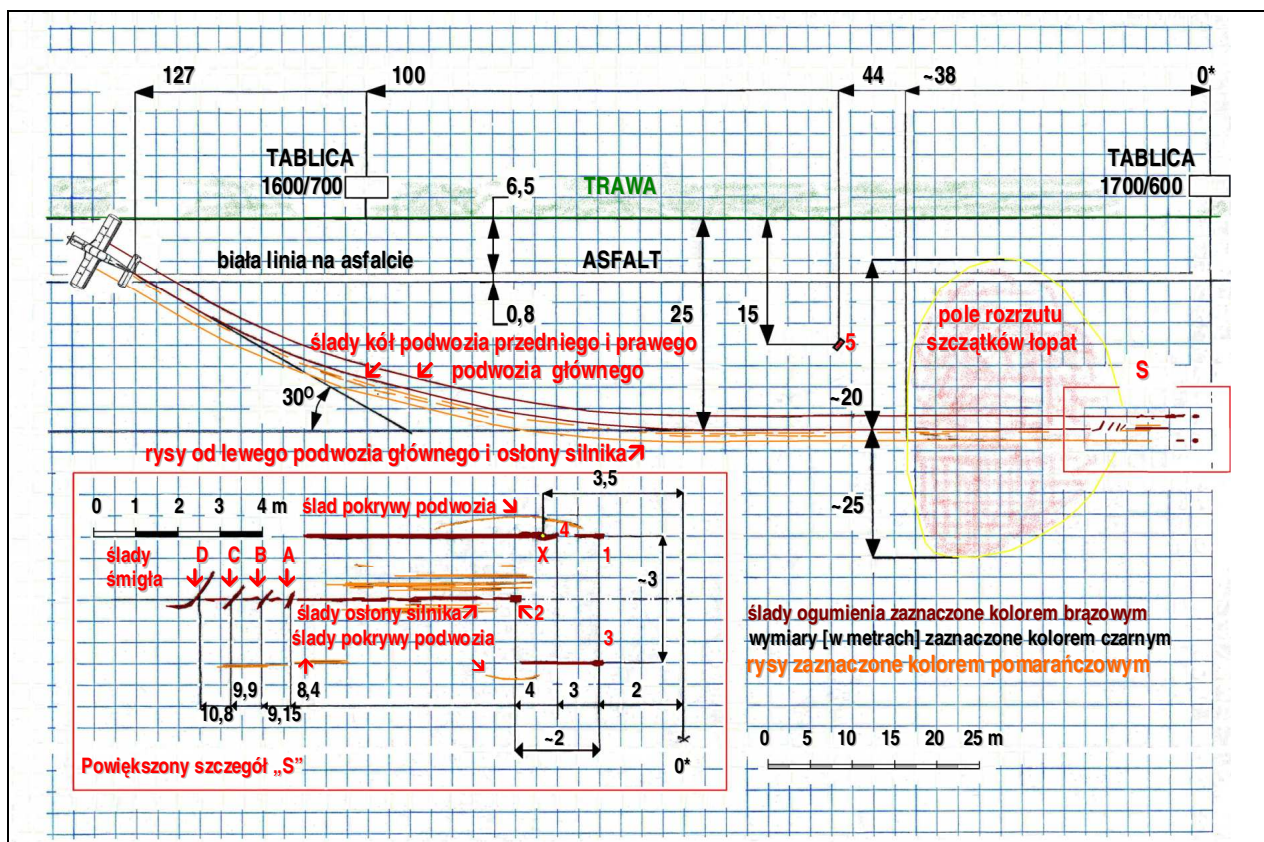 127
100
44
~38
0*
TABLICA
1600/700
6,5
TRAWA
TABLICA
1700/600
biała linia na asfalcie
ASFALT
0,8
25
15
5
pole rozrzutu
szczątków łopat
S
ślady kół podwozia przedniego i prawego
podwozia głównego
30º
~20
rysy od lewego podwozia głównego i osłony silnika
~25
3,5
0 1 2 3 4 m
ślad pokrywy podwozia
4
X
1
ślady
śmigła
D C B A
~3
ślady osłony silnika
2
ślady pokrywy podwozia
3
ślady ogumienia zaznaczone kolorem brązowym
wymiary [w metrach] zaznaczone kolorem czarnym
rysy zaznaczone kolorem pomarańczowym
9,9
8,4
4
3
2
10,8
9,15
~2
0*
Powiększony szczegół „S”
0 5 10 15 20 25 m